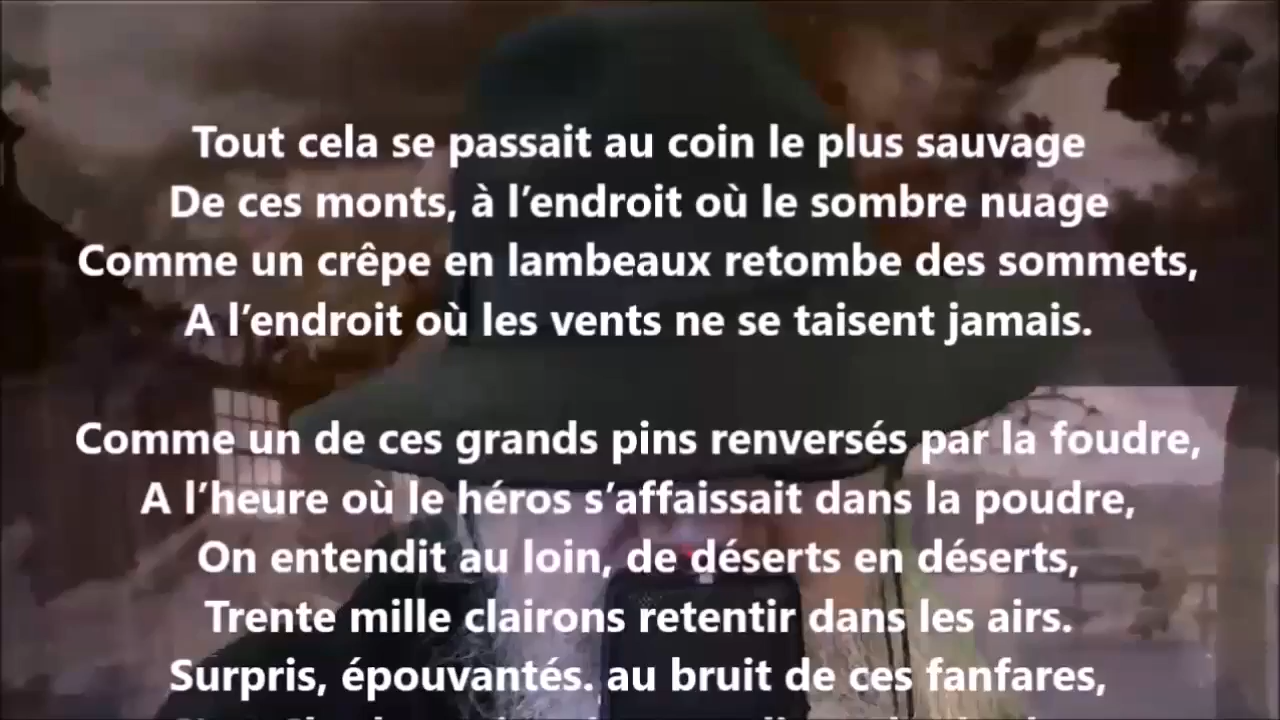 Tout cela se passait au coin le plus sauvage
De ces monts, à l’endroit où le sombre nuage
Comme un crêpe en lambeaux retombe des sommets,
A l’endroit où les vents ne se taisent jamais.
Comme un de ces grands pins renversés par la foudre,
A l’heure où le héros s’affaissait dans la poudre,
On entendit au loin, de déserts en déserts,
Trente mille clairons retentir dans les airs.
Surpris, épouvantés. au bruit de ces fanfares,